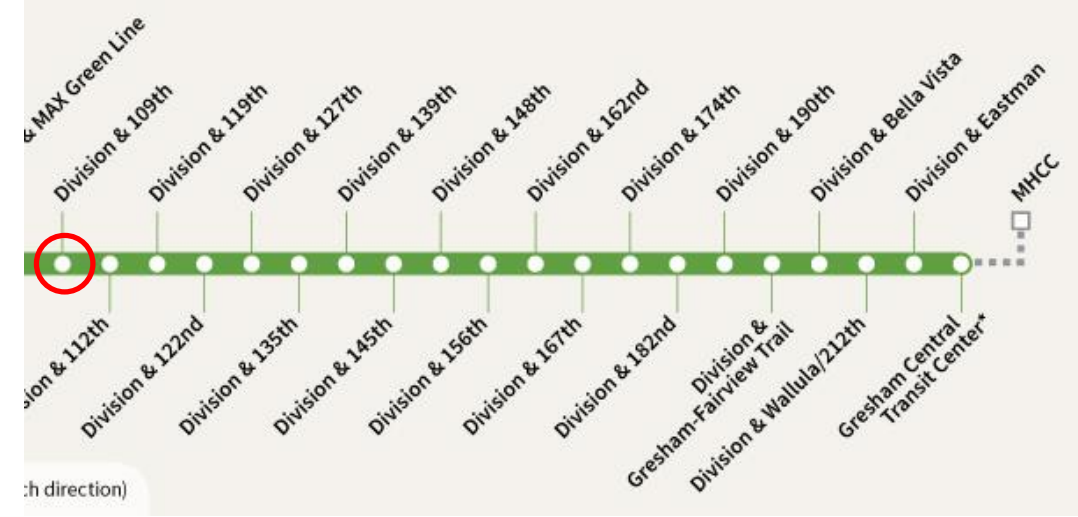 & MAX Green Line
Division & 109th
Division & 119th
Division & 127th
Division & 139th
Division & 148th
Division & 162nd
Division & 174th
Division & 190th
Division & Bella Vista
Division & Eastman
MHCC
& 112th
Division & 122nd
Division & 135th
Division & 145th
Division & 156th
Division & 167th
Division & 182nd
Division &
Gresham-Fairview Trail
Division & Wallula/212th
Gresham Central
Transit Center*
direction)